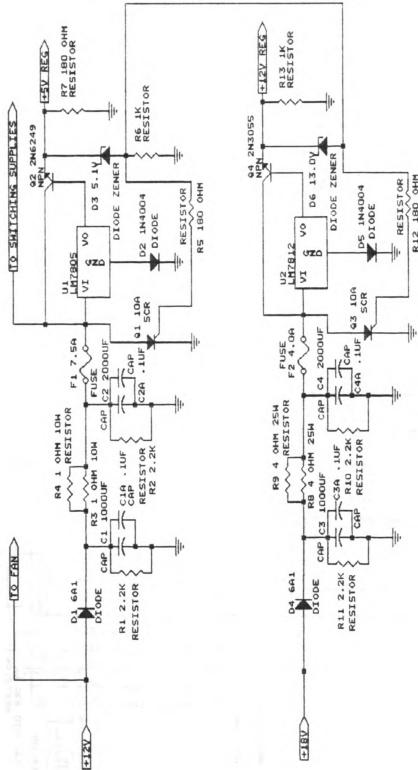 TO SWITCHING SUPPLIES
TO FAN
+12V
+5V REG
Q2 2N6249
NPN
R7 180 OHM
RESISTOR
D1 6A1
DIODE
R4 1 OHM 10W
RESISTOR
R3 1 OHM 10W
F1 7.5A
FUSE
U1
LM7805
VI
VO
GND
D3 5.1V
DIODE ZENER
R6 1K
RESISTOR
D2 1N4004
DIODE
Q1 10A
SCR
RESISTOR
R5 180 OHM
CAP
C1 1000UF
C1A .1UF
CAP
R1 2.2K
RESISTOR
CAP
C2 2000UF
CAP
C2A .1UF
RESISTOR
R2 2.2K
+18V
+12V REG
Q4 2N3055
NPN
R13 1K
RESISTOR
D4 6A1
DIODE
R9 4 OHM 25W
RESISTOR
R8 4 OHM 25W
FUSE
F2 4.0A
U2
LM7812
VI
VO
GND
D6 13.0V
DIODE ZENER
D5 1N4004
DIODE
Q3 10A
SCR
RESISTOR
R12 180 OHM
CAP
C3 1000UF
C3A .1UF
CAP
R11 2.2K
RESISTOR
CAP
C4 2000UF
CAP
C4A .1UF
RESISTOR
R10 2.2K